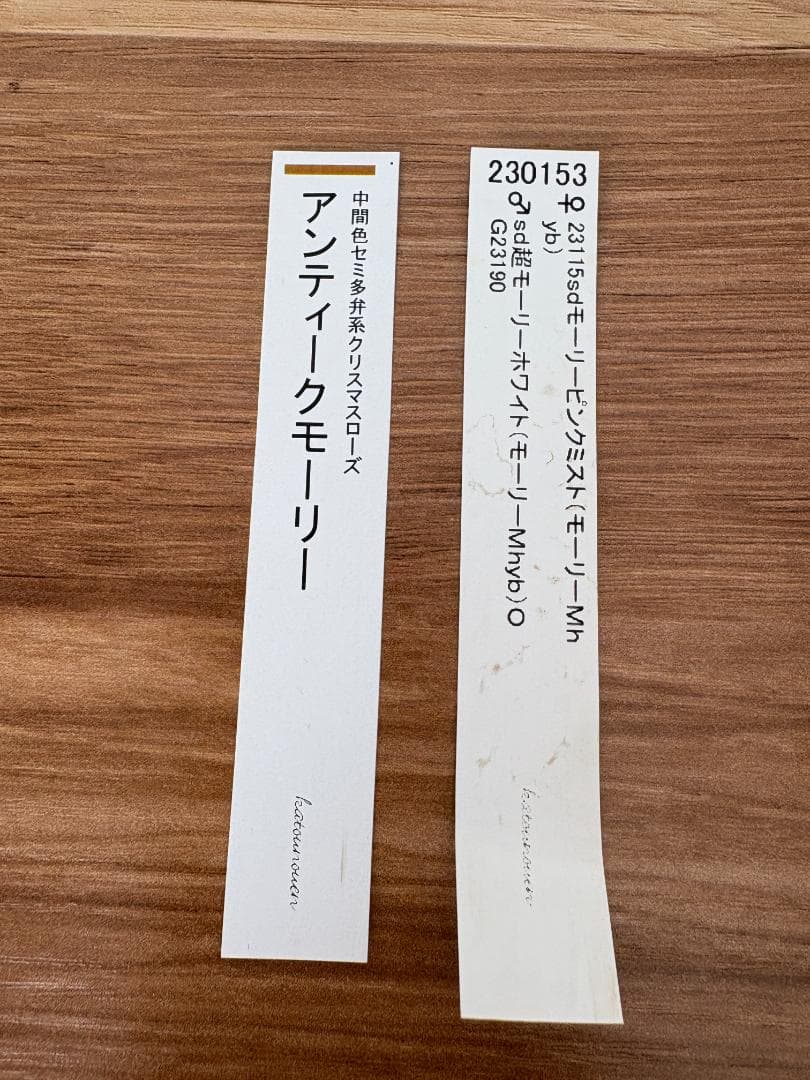 中間色セミ多弁系クリスマスローズ
アンティークモーリー
katounouen
230153
♀ 23115sdモーリーピンクミスト(モーリーMh
yb)
♂sd超モーリーホワイト(モーリーMhyb)O
G23190
katounouen